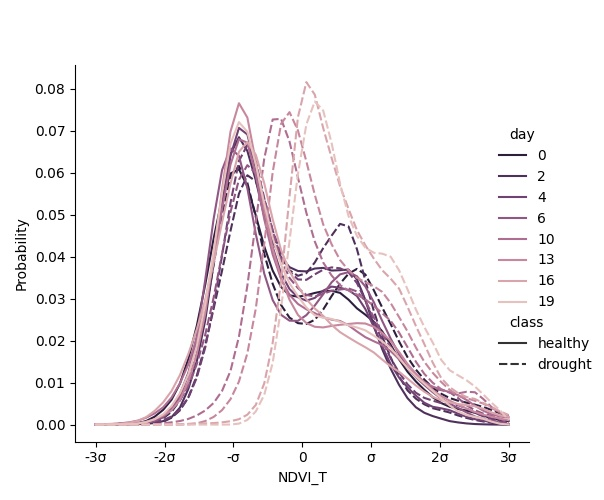 0.08
0.07
0.06
0.05
0.04
0.03
0.02
0.01
0.00
Probability
-3σ -2σ -σ 0 σ 2σ 3σ
NDVI_T
day
0
2
4
6
10
13
16
19
class
healthy
drought